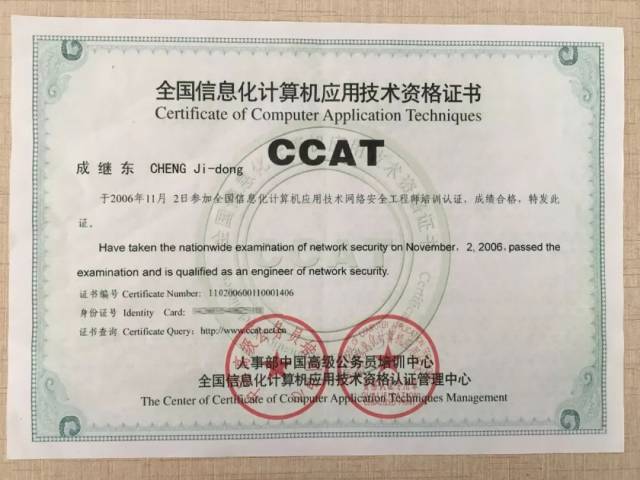 全国信息化计算机应用技术资格证书
Certificate of Computer Application Techniques
CCAT
成继东 CHENG Ji-dong
于2006年11月 2日参加全国信息化计算机应用技术网络安全工程师培训认证，成绩合格，特发此
证。
Have taken the nationwide examination of network security on November, 2, 2006, passed the
examination and is qualified as an engineer of network security.
证书编号 Certificate Number: 110200600110001406
身份证号 Identity Card:
证书查询 Certificate Query: http://www.ccat.net.cn
人事部中国高级公务员培训中心
全国信息化计算机应用技术资格认证管理中心
The Center of Certificate of Computer Application Techniques Management